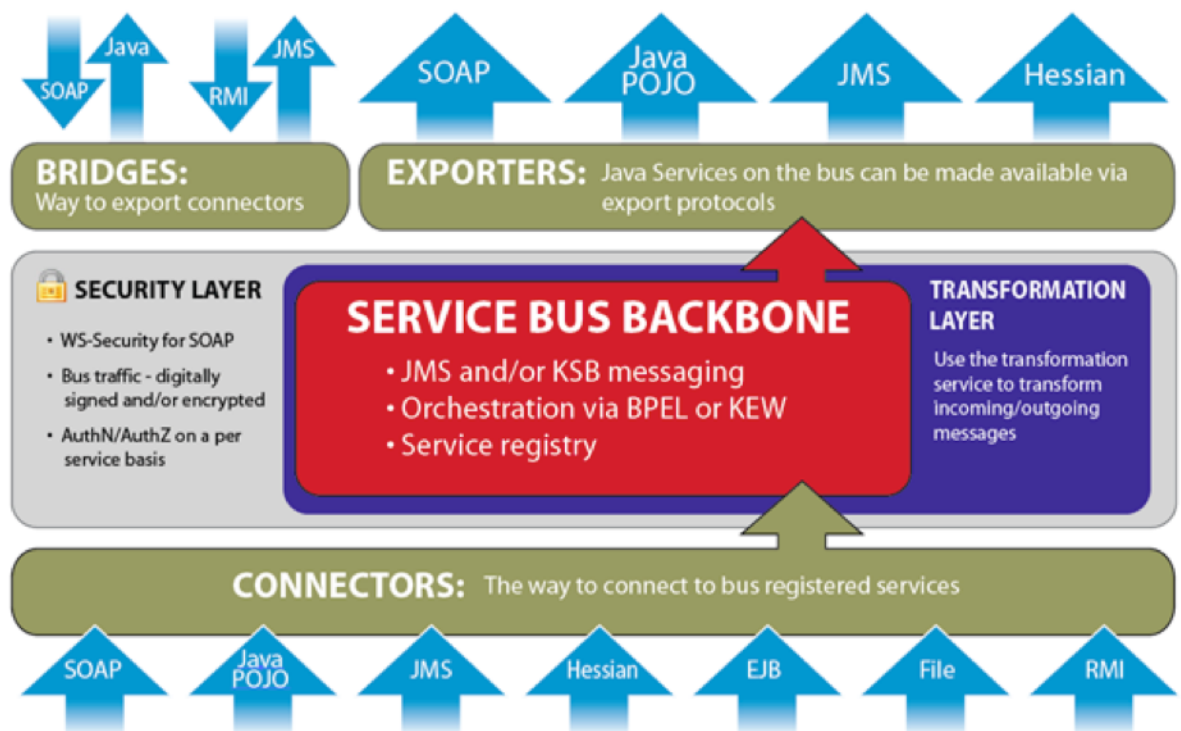 Java
JMS
SOAP
RMI
SOAP
Java
POJO
JMS
Hessian
BRIDGES:
Way to export connectors
EXPORTERS: Java Services on the bus can be made available via
export protocols
SECURITY LAYER
• WS-Security for SOAP
• Bus traffic - digitally
signed and/or encrypted
• AuthN/AuthZ on a per
service basis
SERVICE BUS BACKBONE
• JMS and/or KSB messaging
• Orchestration via BPEL or KEW
• Service registry
TRANSFORMATION
LAYER
Use the transformation
service to transform
incoming/outgoing
messages
CONNECTORS: The way to connect to bus registered services
SOAP
Java
POJO
JMS
Hessian
EJB
File
RMI